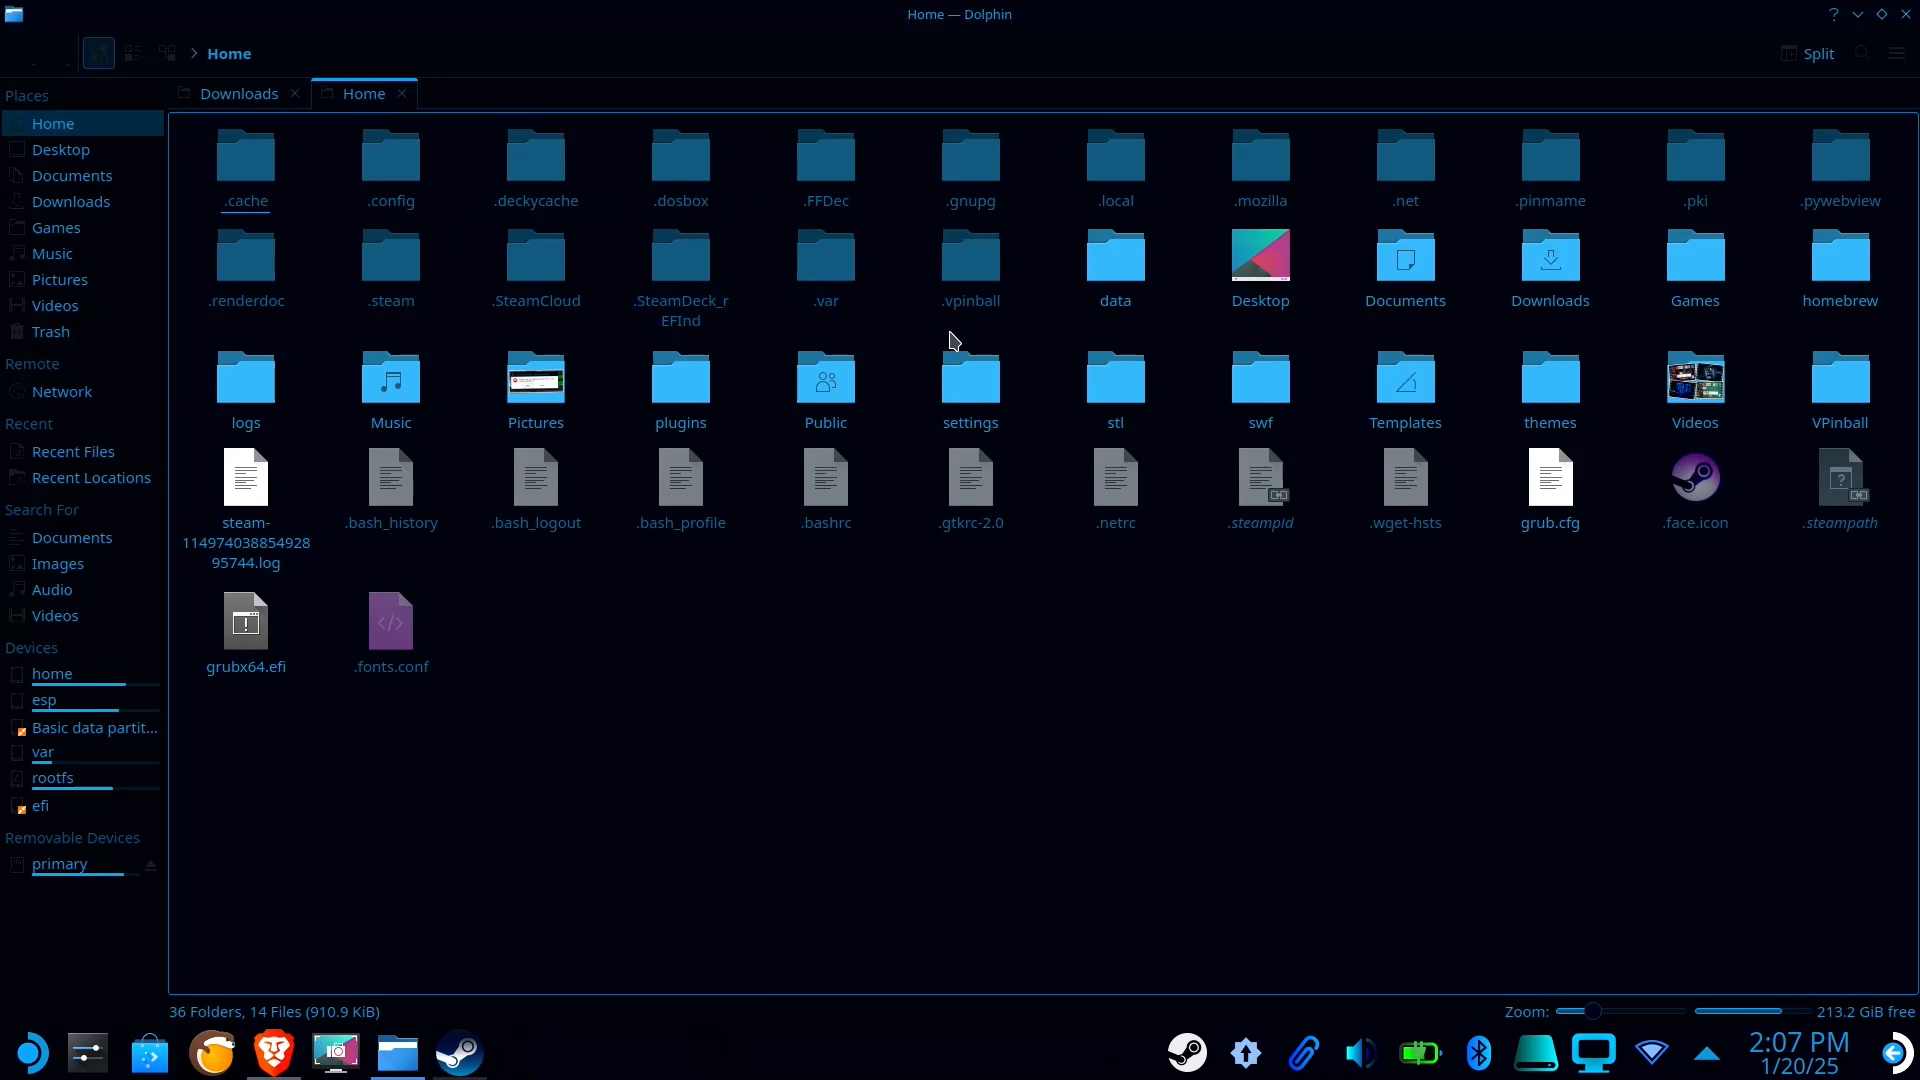 Home — Dolphin
Home
Split
Places
Home
Desktop
Documents
Downloads
Games
Music
Pictures
Videos
Trash
Remote
Network
Recent
Recent Files
Recent Locations
Search For
Documents
Images
Audio
Videos
Devices
home
esp
Basic data partit...
var
rootfs
efi
Removable Devices
primary
Downloads
Home
.cache
.config
.deckycache
.dosbox
.FFDec
.gnupg
.local
.mozilla
.net
.pinmame
.pki
.pywebview
.renderdoc
.steam
.SteamCloud
.SteamDeck_r
EFInd
.var
.vpinball
data
Desktop
Documents
Downloads
Games
homebrew
logs
Music
Pictures
plugins
Public
settings
stl
swf
Templates
themes
Videos
VPinball
steam-
114974038854928
95744.log
.bash_history
.bash_logout
.bash_profile
.bashrc
.gtkrc-2.0
.netrc
.steampid
.wget-hsts
grub.cfg
.face.icon
.steampath
grubx64.efi
.fonts.conf
36 Folders, 14 Files (910.9 KiB)
Zoom:
213.2 GiB free
2:07 PM
1/20/25